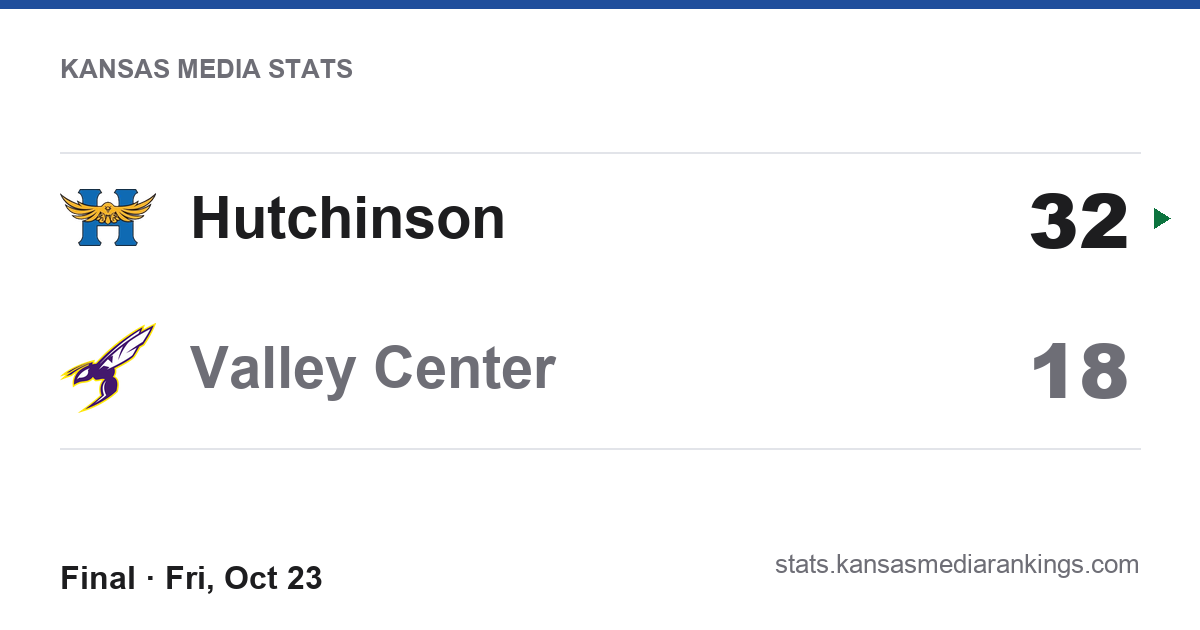 KANSAS MEDIA STATS
H Hutchinson 32
Valley Center 18
Final · Fri, Oct 23
stats.kansasmediarankings.com